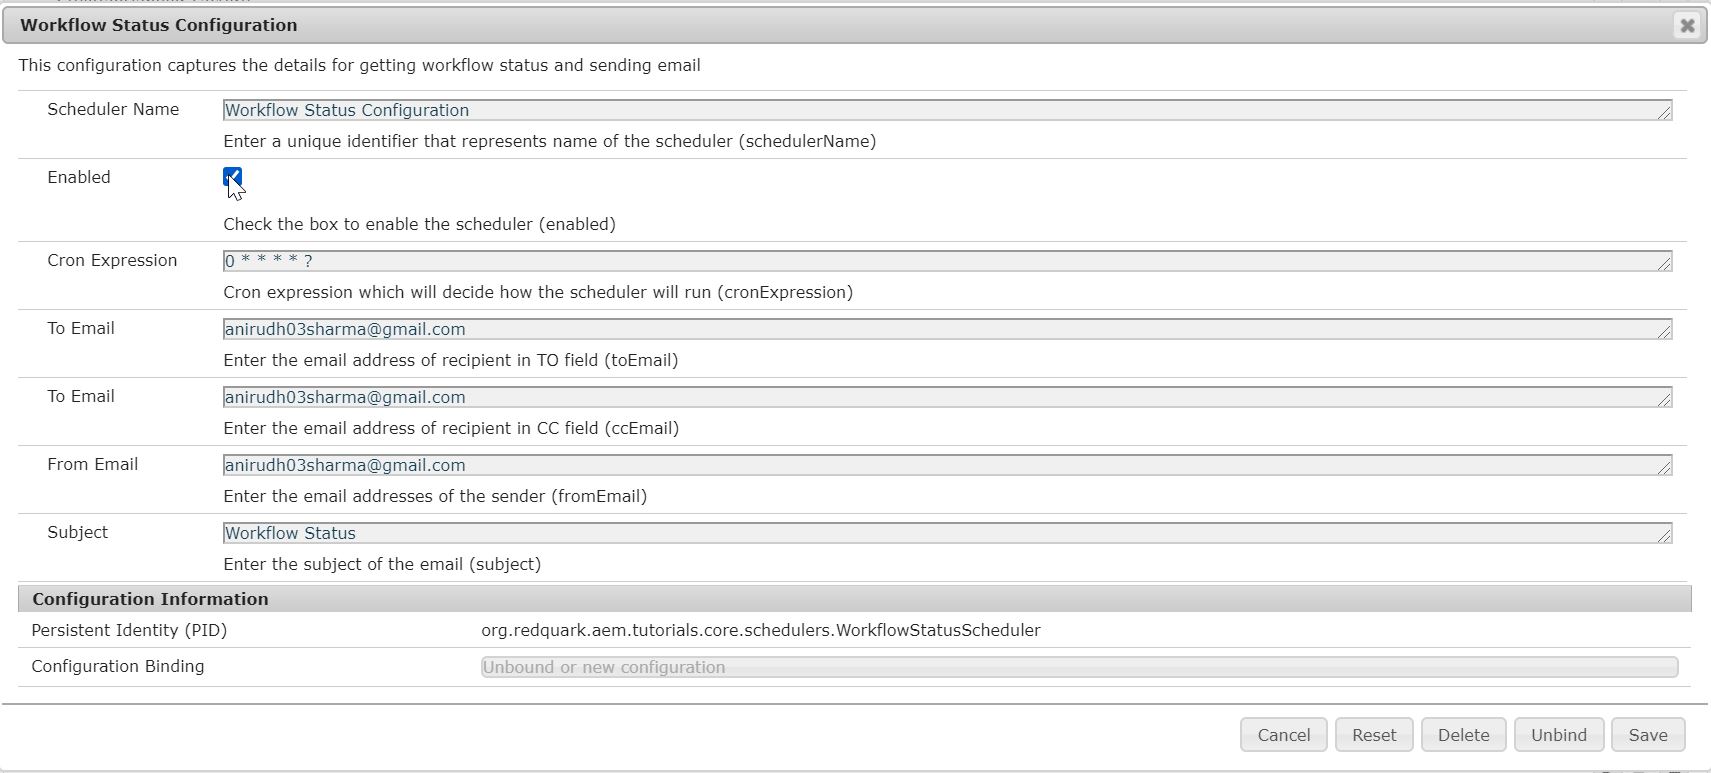 Workflow Status Configuration
This configuration captures the details for getting workflow status and sending email
Scheduler Name
Workflow Status Configuration
Enter a unique identifier that represents name of the scheduler (schedulerName)
Enabled
Check the box to enable the scheduler (enabled)
Cron Expression
0 * * * * ?
Cron expression which will decide how the scheduler will run (cronExpression)
To Email
anirudh03sharma@gmail.com
Enter the email address of recipient in TO field (toEmail)
To Email
anirudh03sharma@gmail.com
Enter the email address of recipient in CC field (ccEmail)
From Email
anirudh03sharma@gmail.com
Enter the email addresses of the sender (fromEmail)
Subject
Workflow Status
Enter the subject of the email (subject)
Configuration Information
Persistent Identity (PID) org.redquark.aem.tutorials.core.schedulers.WorkflowStatusScheduler
Configuration Binding Unbound or new configuration
Cancel Reset Delete Unbind Save